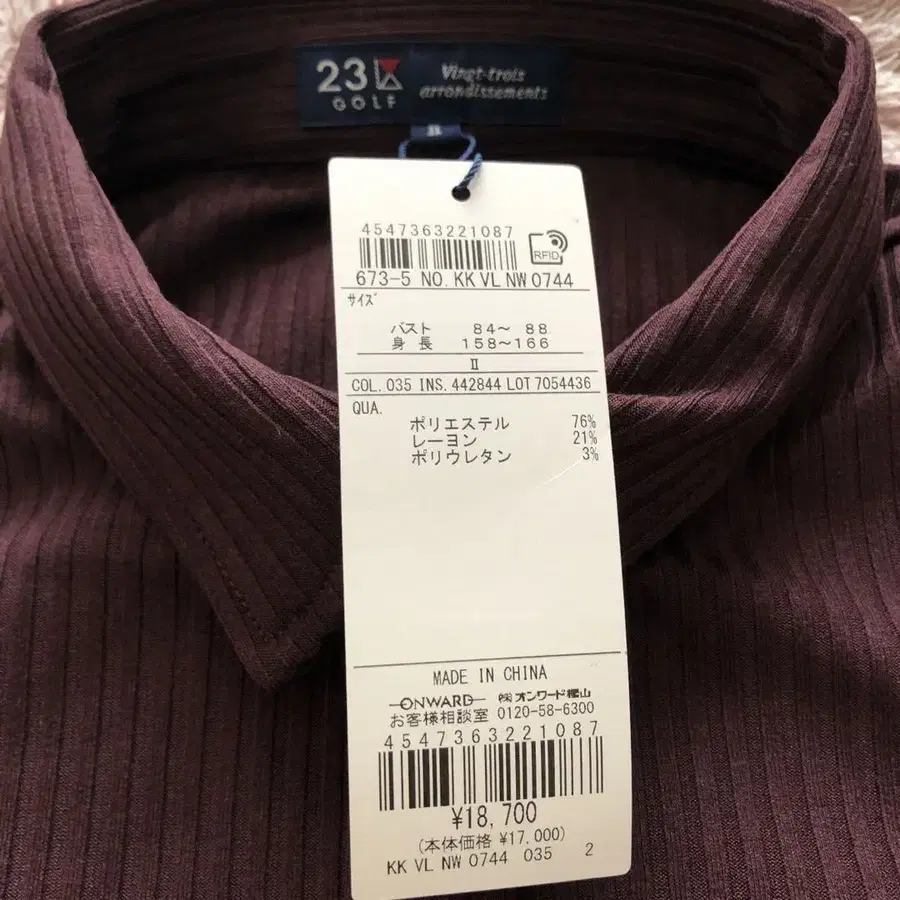 23
GOLF
Vingt-trois
arrondissements
II
4547363221087
RFID
673-5 NO. KK VL NW 0744
サイズ
バスト 84～ 88
身長 158～166
II
COL. 035 INS. 442844 LOT 7054436
QUA.
ポリエステル 76%
レーヨン 21%
ポリウレタン 3%
MADE IN CHINA
ONWARD ㈱オンワード樫山
お客様相談室 0120-58-6300
4547363221087
¥18,700
(本体価格 ¥17,000)
KK VL NW 0744 035 2